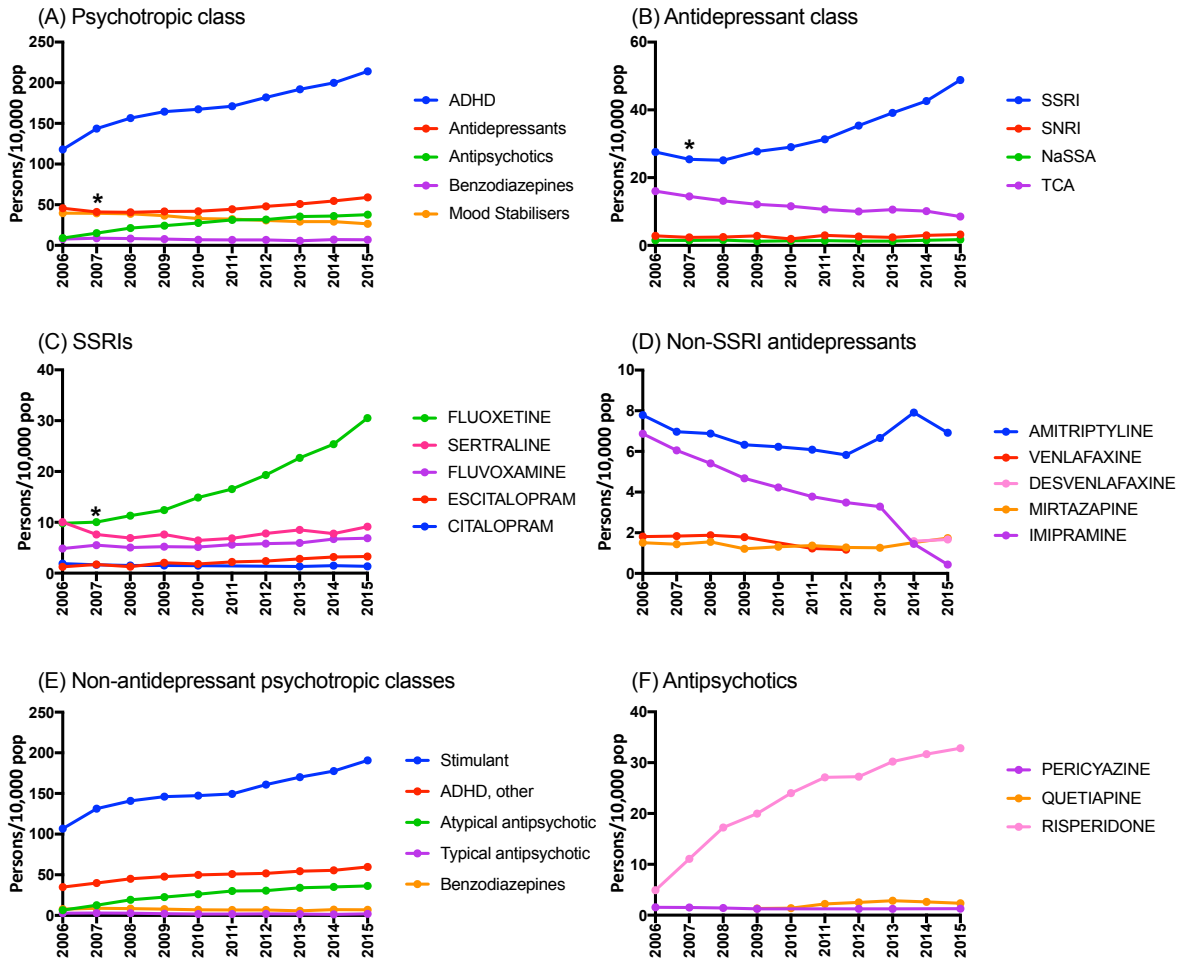 (A) Psychotropic class
Persons/10,000 pop
250
200
150
100
50
0
*
2006
2007
2008
2009
2010
2011
2012
2013
2014
2015
ADHD
Antidepressants
Antipsychotics
Benzodiazepines
Mood Stabilisers
(B) Antidepressant class
Persons/10,000 pop
60
40
20
0
*
2006
2007
2008
2009
2010
2011
2012
2013
2014
2015
SSRI
SNRI
NaSSA
TCA
(C) SSRIs
Persons/10,000 pop
40
30
20
10
0
*
2006
2007
2008
2009
2010
2011
2012
2013
2014
2015
FLUOXETINE
SERTRALINE
FLUVOXAMINE
ESCITALOPRAM
CITALOPRAM
(D) Non-SSRI antidepressants
Persons/10,000 pop
10
8
6
4
2
0
2006
2007
2008
2009
2010
2011
2012
2013
2014
2015
AMITRIPTYLINE
VENLAFAXINE
DESVENLAFAXINE
MIRTAZAPINE
IMIPRAMINE
(E) Non-antidepressant psychotropic classes
Persons/10,000 pop
250
200
150
100
50
0
2006
2007
2008
2009
2010
2011
2012
2013
2014
2015
Stimulant
ADHD, other
Atypical antipsychotic
Typical antipsychotic
Benzodiazepines
(F) Antipsychotics
Persons/10,000 pop
40
30
20
10
0
2006
2007
2008
2009
2010
2011
2012
2013
2014
2015
PERICYAZINE
QUETIAPINE
RISPERIDONE